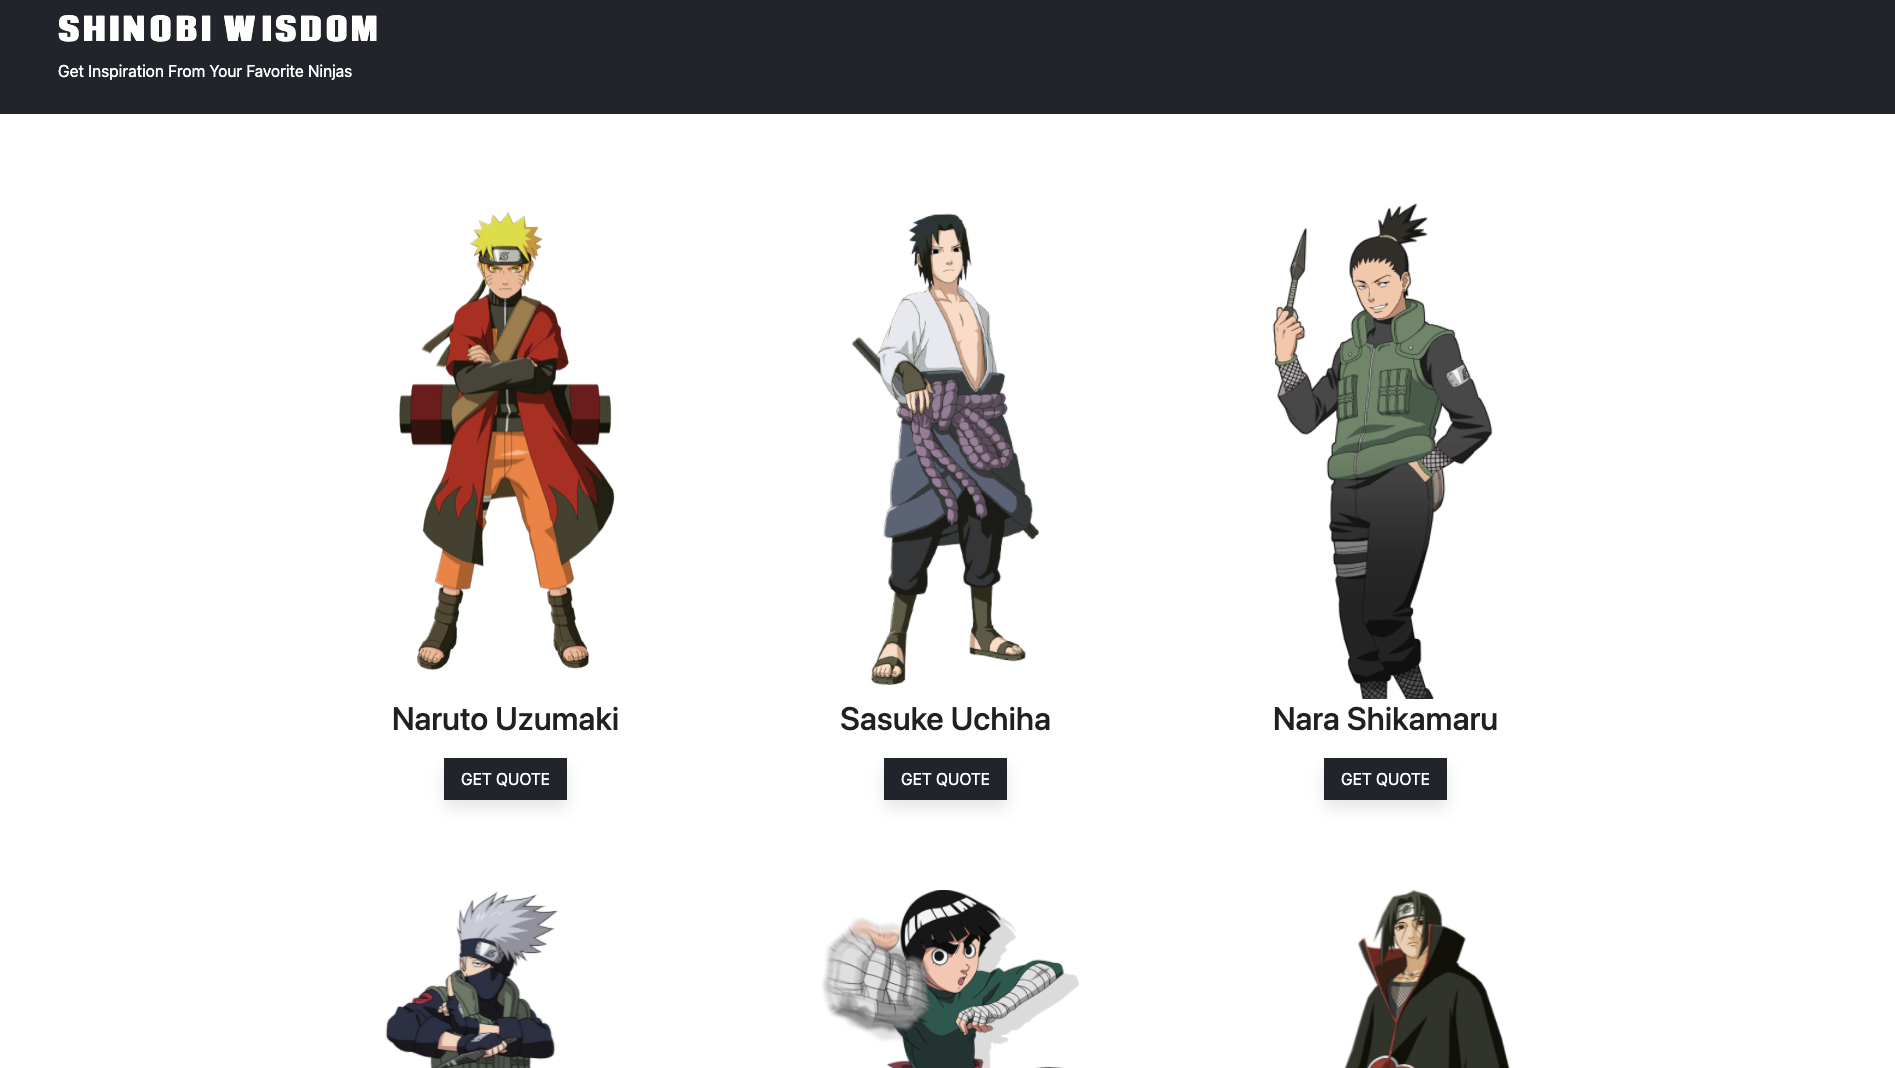 SHINOBI WISDOM
Get Inspiration From Your Favorite Ninjas
Naruto Uzumaki
Sasuke Uchiha
Nara Shikamaru
GET QUOTE
GET QUOTE
GET QUOTE